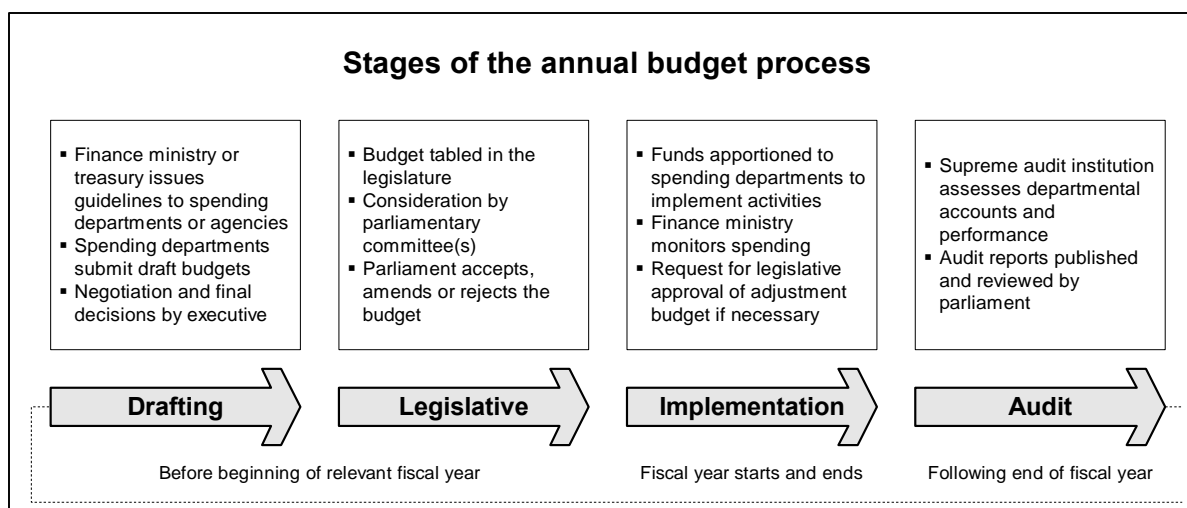 Stages of the annual budget process
▪ Finance ministry or
treasury issues
guidelines to spending
departments or agencies
▪ Spending departments
submit draft budgets
▪ Negotiation and final
decisions by executive
▪ Budget tabled in the
legislature
▪ Consideration by
parliamentary
committee(s)
▪ Parliament accepts,
amends or rejects the
budget
▪ Funds apportioned to
spending departments to
implement activities
▪ Finance ministry
monitors spending
▪ Request for legislative
approval of adjustment
budget if necessary
▪ Supreme audit institution
assesses departmental
accounts and
performance
▪ Audit reports published
and reviewed by
parliament
Drafting
Legislative
Implementation
Audit
Before beginning of relevant fiscal year
Fiscal year starts and ends
Following end of fiscal year